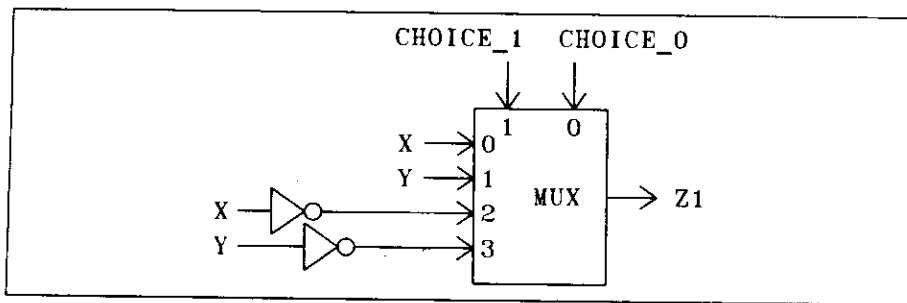 CHOICE_1 CHOICE_0
1 0
X 0
Y 1
MUX Z1
X 2
Y 3